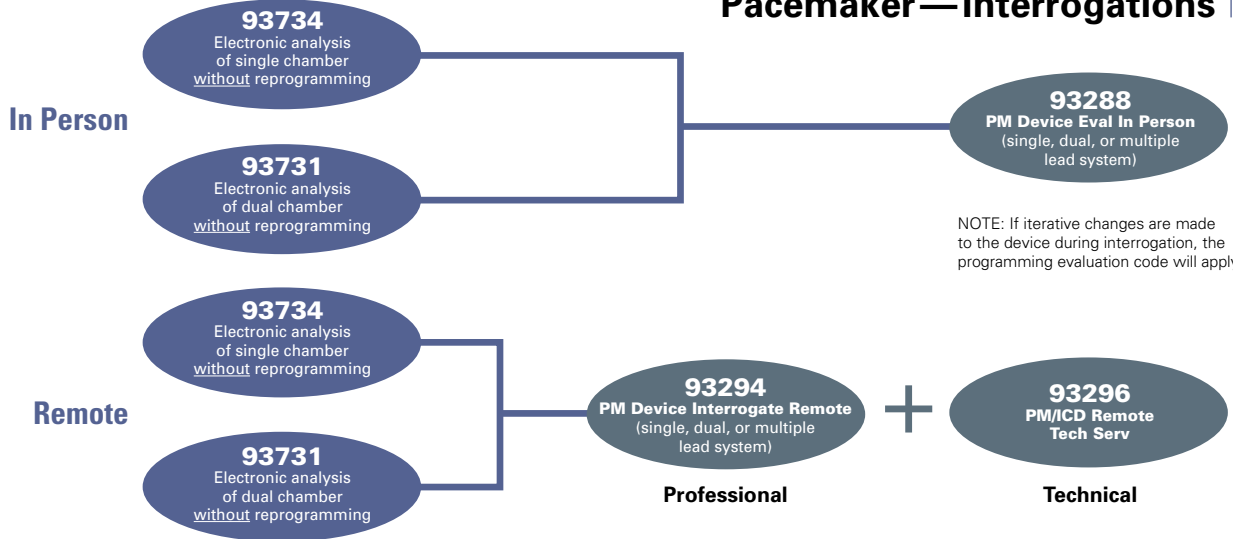 Pacemaker—Interrogations
In Person
93734
Electronic analysis
of single chamber
without reprogramming
93731
Electronic analysis
of dual chamber
without reprogramming
93288
PM Device Eval In Person
(single, dual, or multiple
lead system)
NOTE: If iterative changes are made
to the device during interrogation, the
programming evaluation code will apply
Remote
93734
Electronic analysis
of single chamber
without reprogramming
93731
Electronic analysis
of dual chamber
without reprogramming
93294
PM Device Interrogate Remote
(single, dual, or multiple
lead system)
Professional
+
93296
PM/ICD Remote
Tech Serv
Technical